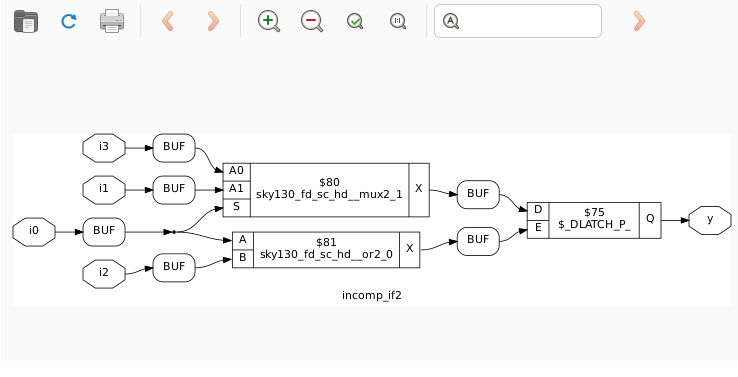 i3
BUF
i1
BUF
i0
BUF
i2
BUF
A0
A1
S
$80
sky130_fd_sc_hd__mux2_1
X
A
B
$81
sky130_fd_sc_hd__or2_0
X
BUF
BUF
D
E
$75
$_DLATCH_P_
Q
y
incomp_if2